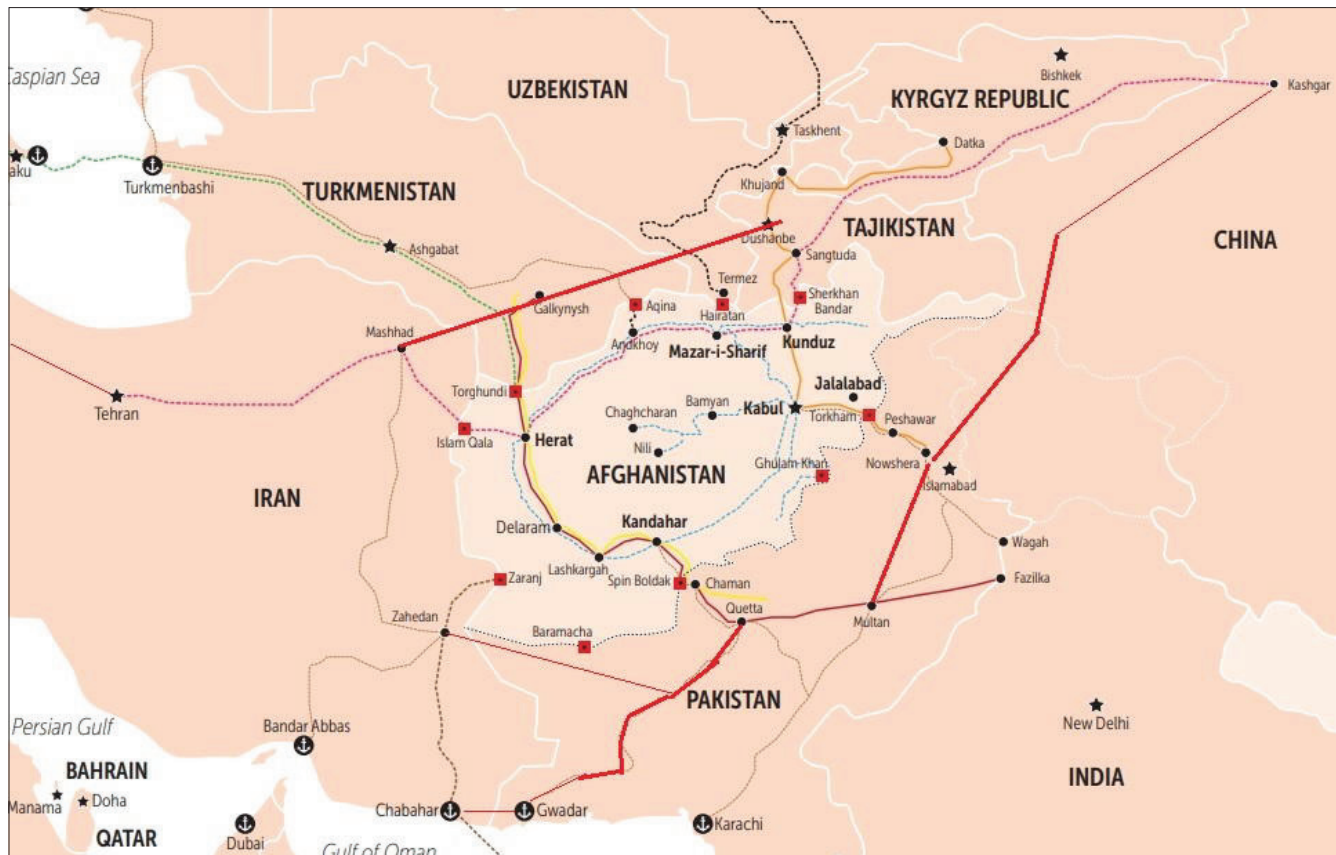 Bishkek
Caspian Sea
UZBEKISTAN
KYRGYZ REPUBLIC
Kashgar
Taskhent
Datka
aku
Turkmenbashi
TURKMENISTAN
Khujand
TAJIKISTAN
Dushanbe
CHINA
Ashgabat
Sangtuda
Termez
Galkynysh
Aqina
Hairatan
Sherkhan
Bandar
Mashhad
Andkhoy
Mazar-i-Sharif
Kunduz
Tehran
Torghundi
Jalalabad
Bamyan
Chaghcharan
Kabul
Torkham
Peshawar
Islam Qala
Herat
Nili
Nowshera
Ghulam Khan
Islamabad
AFGHANISTAN
IRAN
Delaram
Kandahar
Wagah
Lashkargah
Zaranj
Spin Boldak
Chaman
Fazilka
Zahedan
Quetta
Multan
Baramacha
PAKISTAN
New Delhi
Persian Gulf
Bandar Abbas
BAHRAIN
INDIA
Manama
Doha
Chabahar
Gwadar
Karachi
QATAR
Dubai
Gulf of Oman